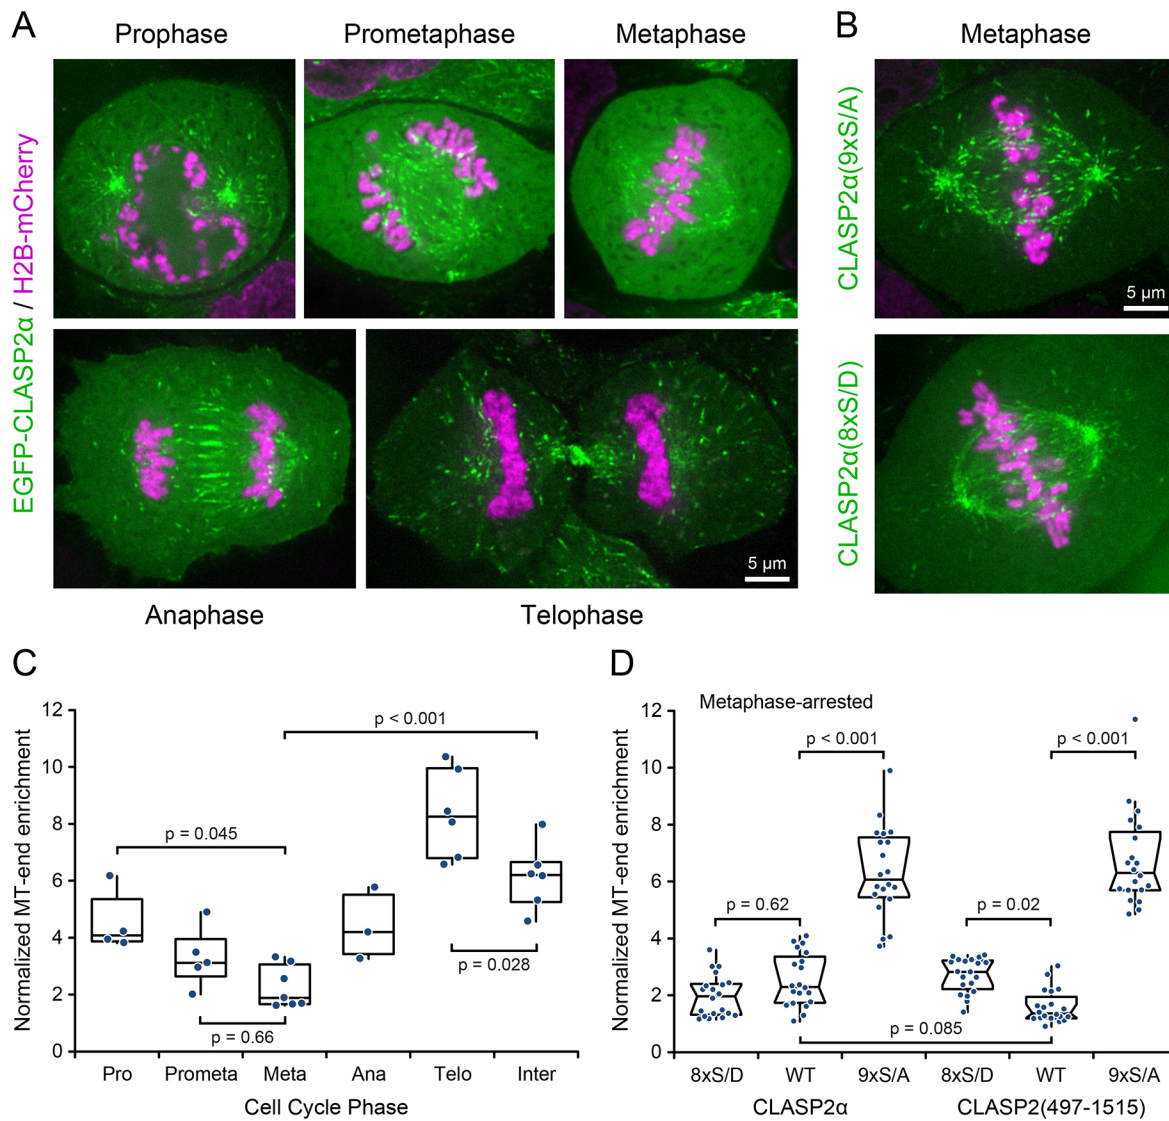 A
Prophase
Prometaphase
Metaphase
EGFP-CLASP2α / H2B-mCherry
5 µm
Anaphase
Telophase
B
Metaphase
CLASP2α(9xS/A)
5 µm
CLASP2α(8xS/D)
C
Normalized MT-end enrichment
12
10
8
6
4
2
0
p < 0.001
p = 0.045
p = 0.028
p = 0.66
Pro
Prometa
Meta
Ana
Telo
Inter
Cell Cycle Phase
D
Metaphase-arrested
Normalized MT-end enrichment
12
10
8
6
4
2
0
p < 0.001
p < 0.001
p = 0.62
p = 0.02
p = 0.085
8xS/D
WT
9xS/A
8xS/D
WT
9xS/A
CLASP2α
CLASP2(497-1515)